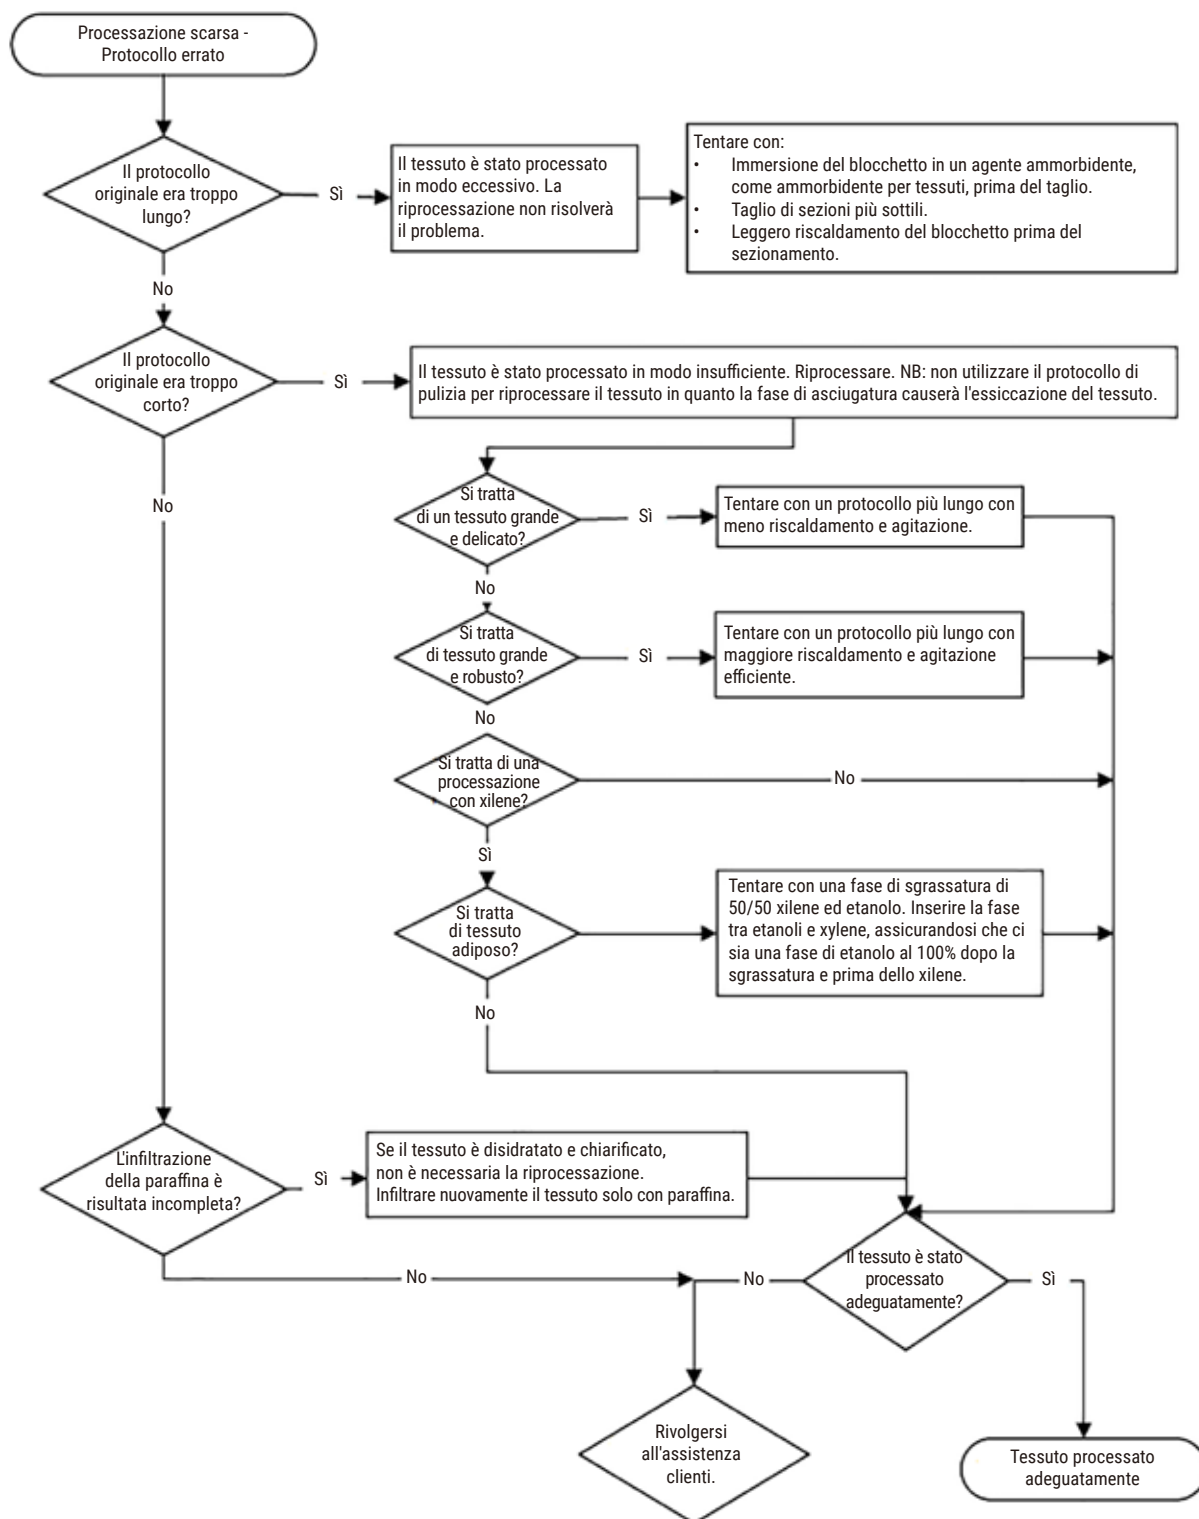 Processazione scarsa -
Protocollo errato
Il protocollo
originale era troppo
lungo?
Sì
Il tessuto è stato processato
in modo eccessivo. La
riprocessazione non risolverà
il problema.
Tentare con:
• Immersione del blocchetto in un agente ammorbidente,
come ammorbidente per tessuti, prima del taglio.
• Taglio di sezioni più sottili.
• Leggero riscaldamento del blocchetto prima del
sezionamento.
No
Il protocollo
originale era troppo
corto?
Sì
Il tessuto è stato processato in modo insufficiente. Riprocessare. NB: non utilizzare il protocollo di
pulizia per riprocessare il tessuto in quanto la fase di asciugatura causerà l'essiccazione del tessuto.
No
Si tratta
di un tessuto grande
e delicato?
Sì
Tentare con un protocollo più lungo con
meno riscaldamento e agitazione.
No
Si tratta
di tessuto grande
e robusto?
Sì
Tentare con un protocollo più lungo con
maggiore riscaldamento e agitazione
efficiente.
No
Si tratta di una
processazione
con xilene?
No
Sì
Si tratta
di tessuto
adiposo?
Tentare con una fase di sgrassatura di
50/50 xilene ed etanolo. Inserire la fase
tra etanoli e xylene, assicurandosi che ci
sia una fase di etanolo al 100% dopo la
sgrassatura e prima dello xilene.
No
L'infiltrazione
della paraffina è
risultata incompleta?
Sì
Se il tessuto è disidratato e chiarificato,
non è necessaria la riprocessazione.
Infiltrare nuovamente il tessuto solo con paraffina.
No
No
Il tessuto è stato
processato
adeguatamente?
Sì
Rivolgersi
all'assistenza
clienti.
Tessuto processato
adeguatamente